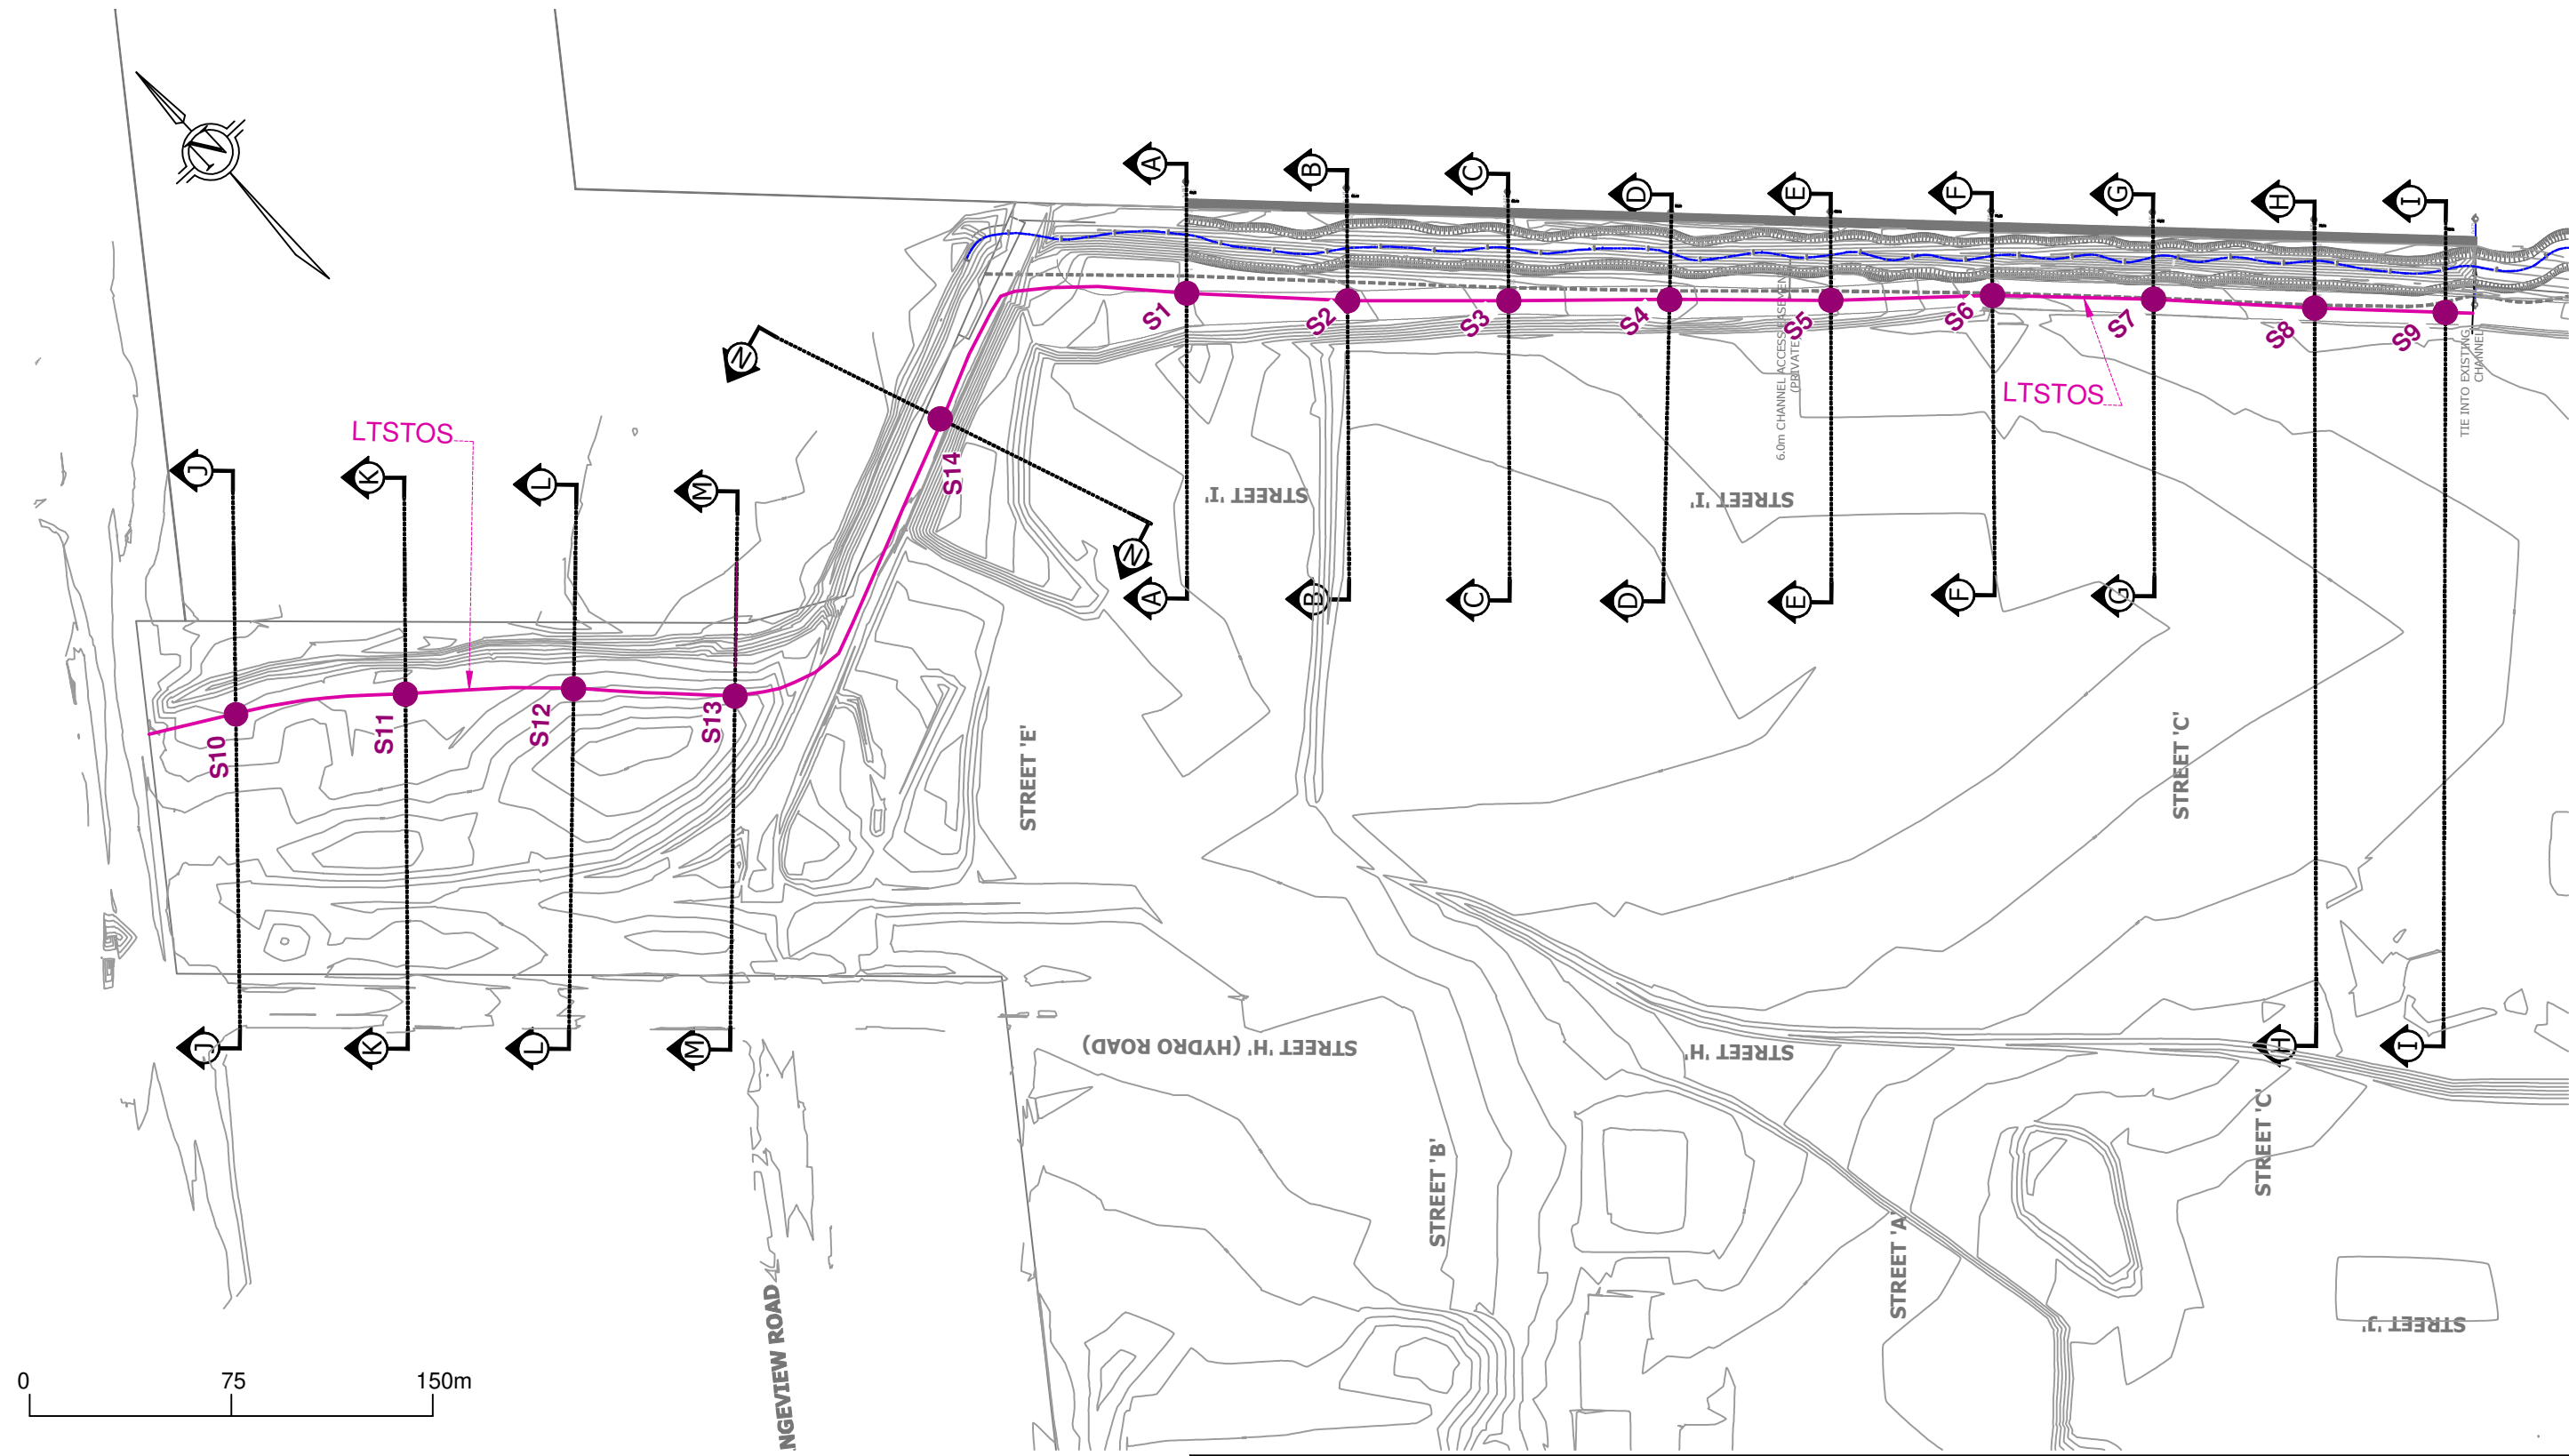 N
A
B
C
D
E
F
G
H
I
S1
S2
S3
S4
S5
S6
S7
S8
S9
6.0m CHANNEL ACCESS EASEMENT
(PRIVATE)
TIE INTO EXISTING
CHANNEL
LTSTOS
LTSTOS
N
S14
N
J
K
L
M
STREET 'I'
STREET 'I'
A
B
C
D
E
F
G
S10
S11
S12
S13
STREET 'E'
STREET 'C'
J
K
L
M
STREET 'H' (HYDRO ROAD)
STREET 'H'
H
I
STREET 'B'
STREET 'A'
STREET 'C'
STREET 'J'
NGEVIEW ROAD
0 75 150m